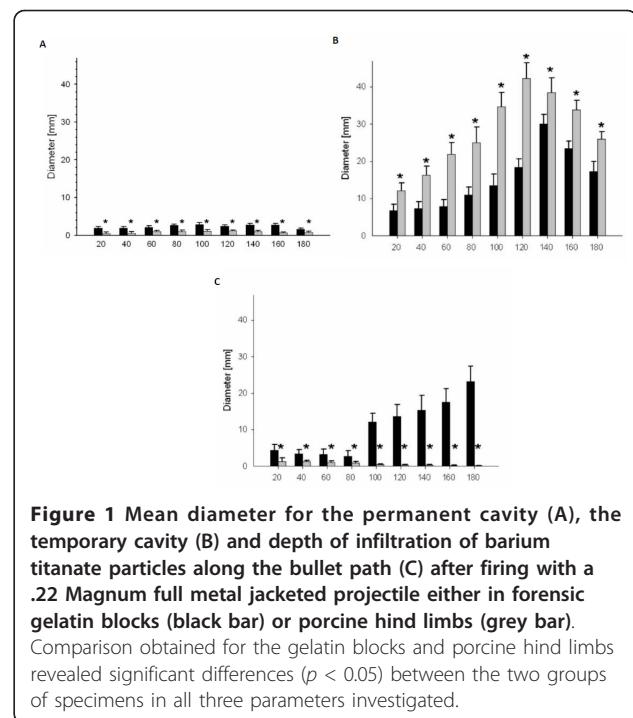 A
Diameter [mm]
40
30
20
10
0
* * * * * * * * *
20 40 60 80 100 120 140 160 180
B
Diameter [mm]
40
30
20
10
0
* * * * * * * * *
20 40 60 80 100 120 140 160 180
C
Diameter [mm]
40
30
20
10
0
* * * * * * * * *
20 40 60 80 100 120 140 160 180
Figure 1 Mean diameter for the permanent cavity (A), the
temporary cavity (B) and depth of infiltration of barium
titanate particles along the bullet path (C) after firing with a
.22 Magnum full metal jacketed projectile either in forensic
gelatin blocks (black bar) or porcine hind limbs (grey bar).
Comparison obtained for the gelatin blocks and porcine hind limbs
revealed significant differences (p < 0.05) between the two groups
of specimens in all three parameters investigated.